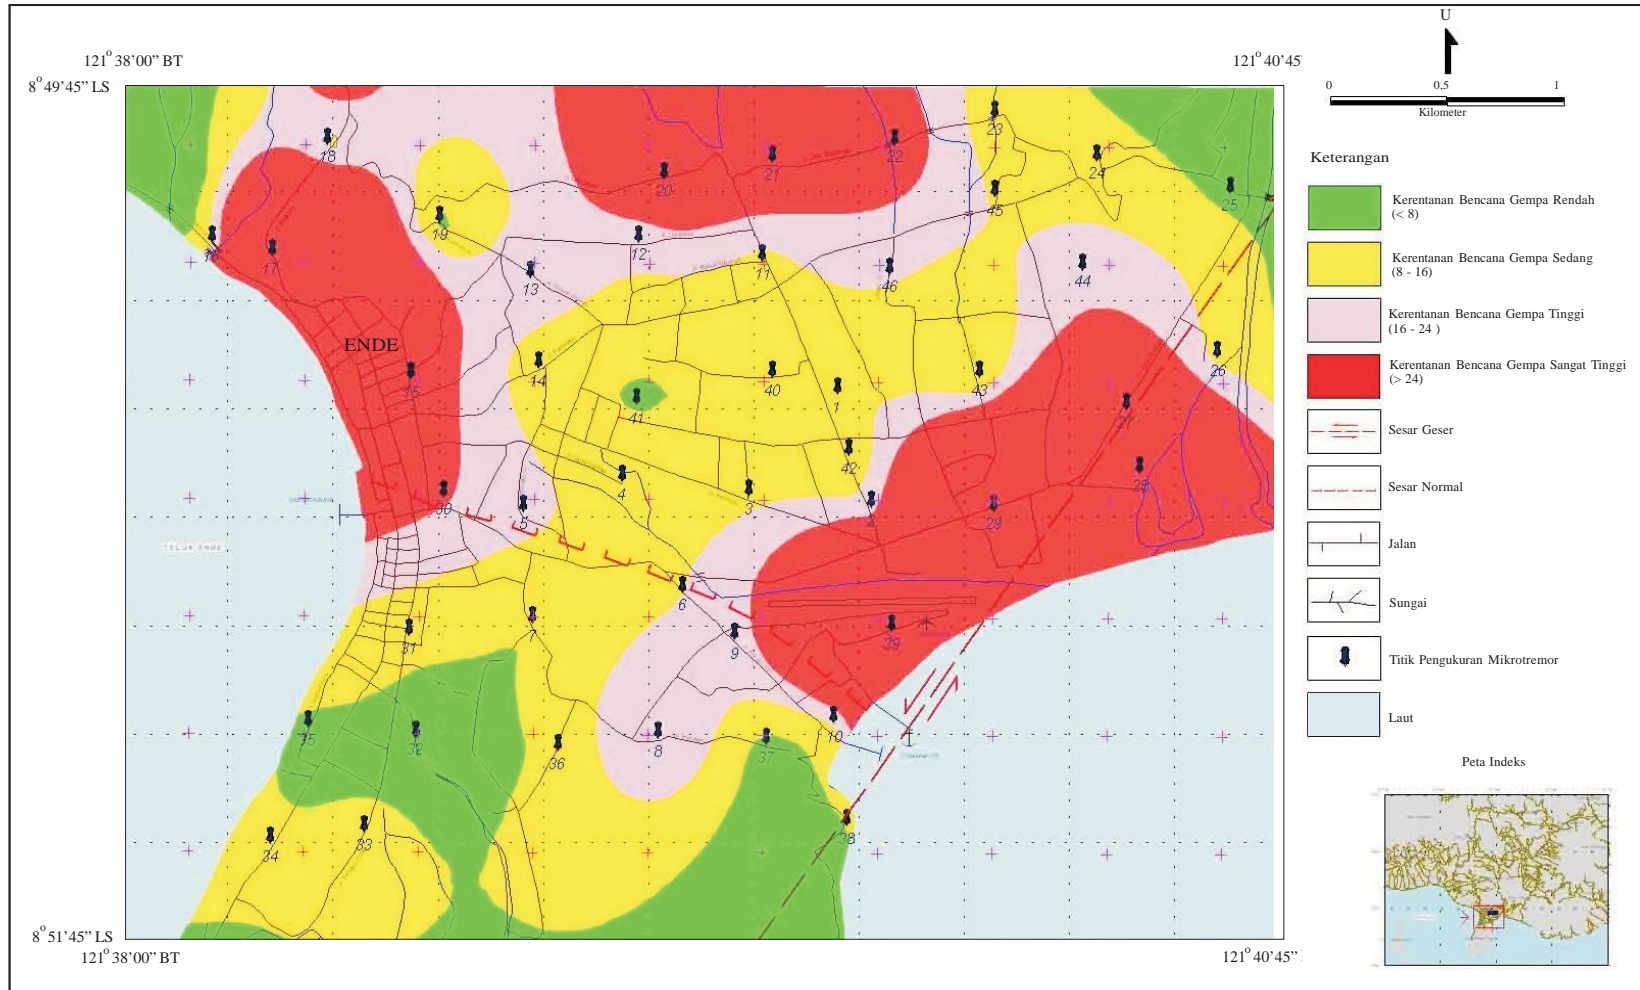 121° 38'00” BT
121° 40'45”
8° 49'45” LS
U
0 0,5 1
Kilometer
Keterangan
Kerentanan Bencana Gempa Rendah
(< 8)
Kerentanan Bencana Gempa Sedang
(8 - 16)
Kerentanan Bencana Gempa Tinggi
(16 - 24 )
Kerentanan Bencana Gempa Sangat Tinggi
(> 24)
Sesar Geser
Sesar Normal
Jalan
Sungai
Titik Pengukuran Mikrotremor
Laut
Peta Indeks
23
18
22
21
24
20
25
45
19
16
17
12
11
13
46
44
ENDE
14
26
15
40
43
1
41
27
42
4
28
30
3
5
2
29
TELUK ENDE
6
7
31
9
39
35
32
10
8
37
36
38
34
33
8° 51'45” LS
121° 38'00” BT
121° 40'45”